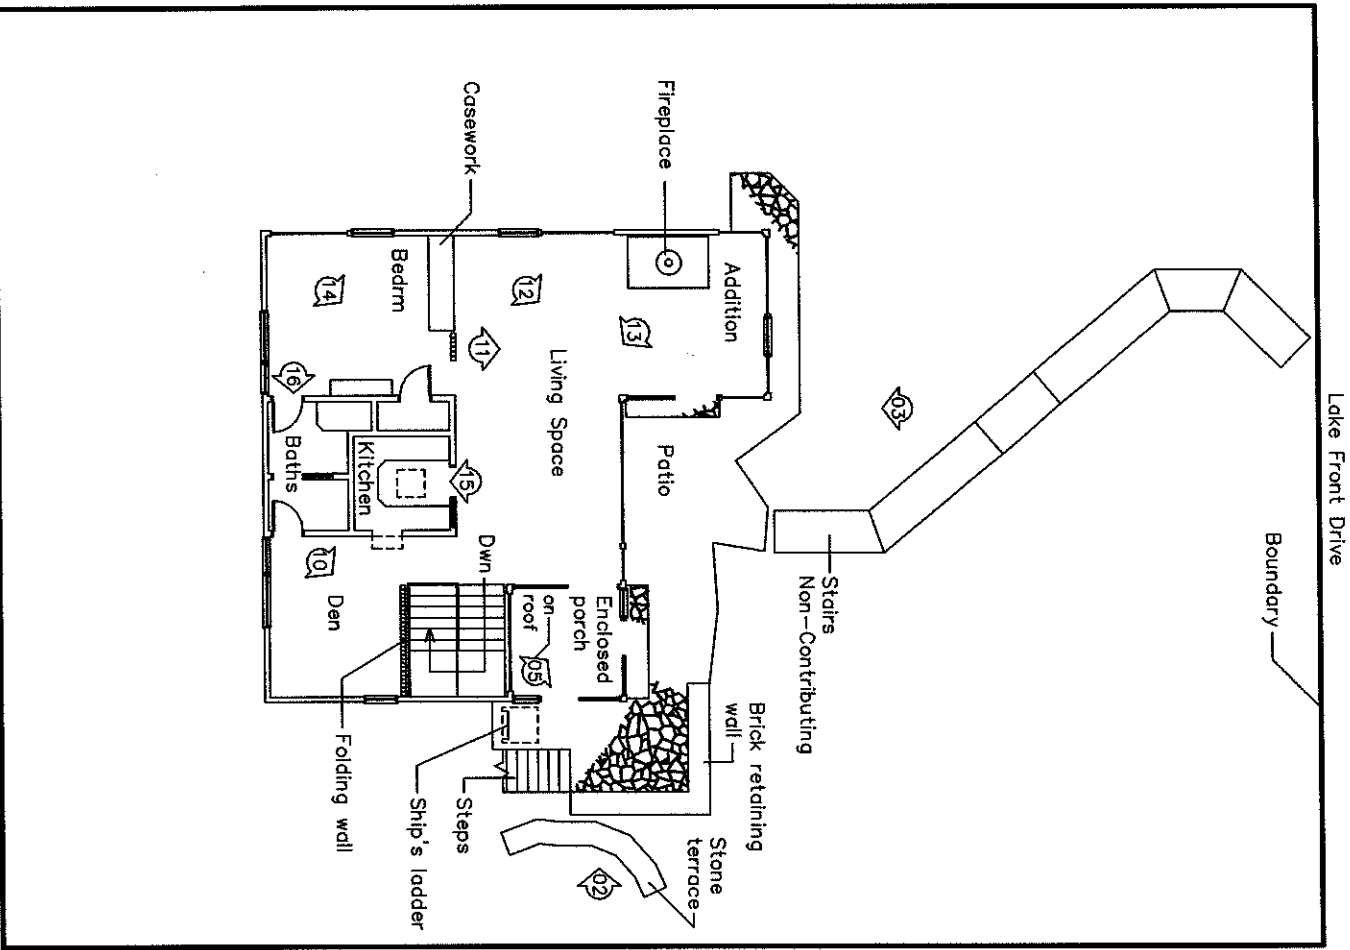 Lake Front Drive
Boundary
03
Stairs
Non-Contributing
Fireplace
Addition
13
Patio
Brick retaining
wall
Stone
terrace
02
Casework
12
Living Space
Enclosed
porch
on
roof
05
11
15
Dwn
Steps
Ship's ladder
Bedrm
14
Kitchen
16
Baths
10
Den
Folding wall